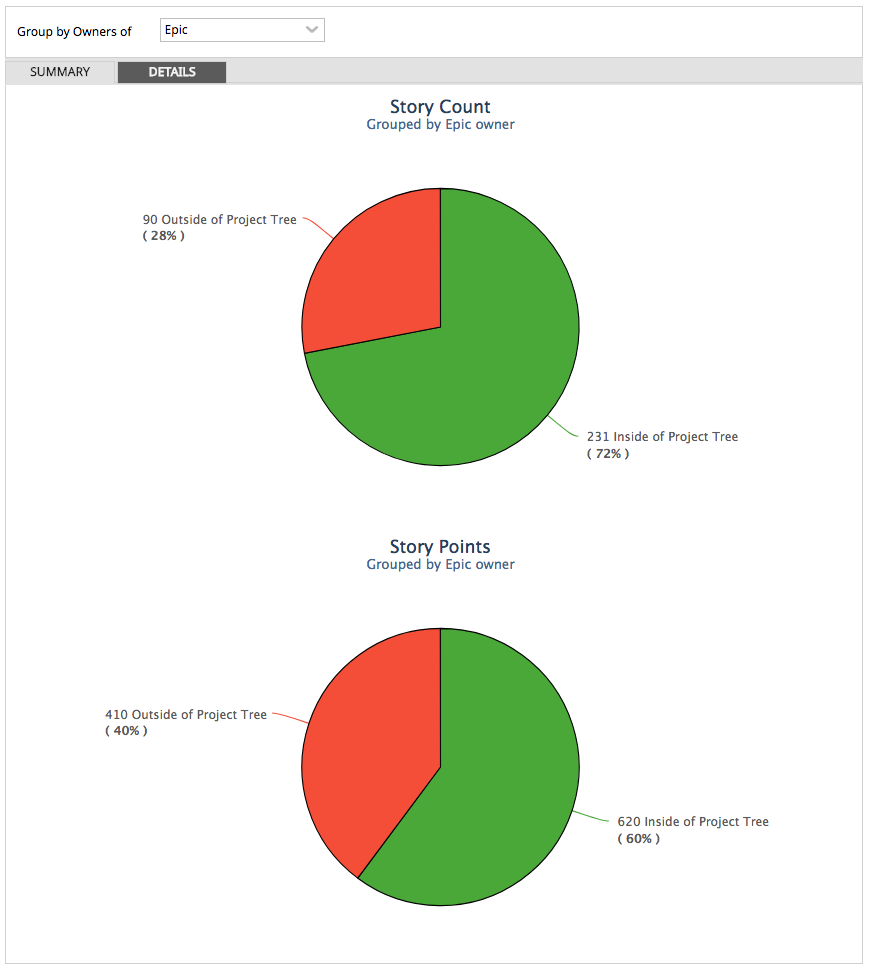 Group by Owners of
Epic
SUMMARY
DETAILS
Story Count
Grouped by Epic owner
90 Outside of Project Tree
( 28% )
231 Inside of Project Tree
( 72% )
Story Points
Grouped by Epic owner
410 Outside of Project Tree
( 40% )
620 Inside of Project Tree
( 60% )